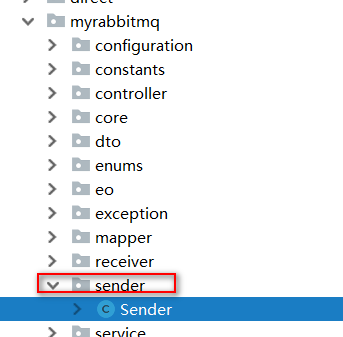 direct
myrabbitmq
configuration
constants
controller
core
dto
enums
eo
exception
mapper
receiver
sender
C Sender
service